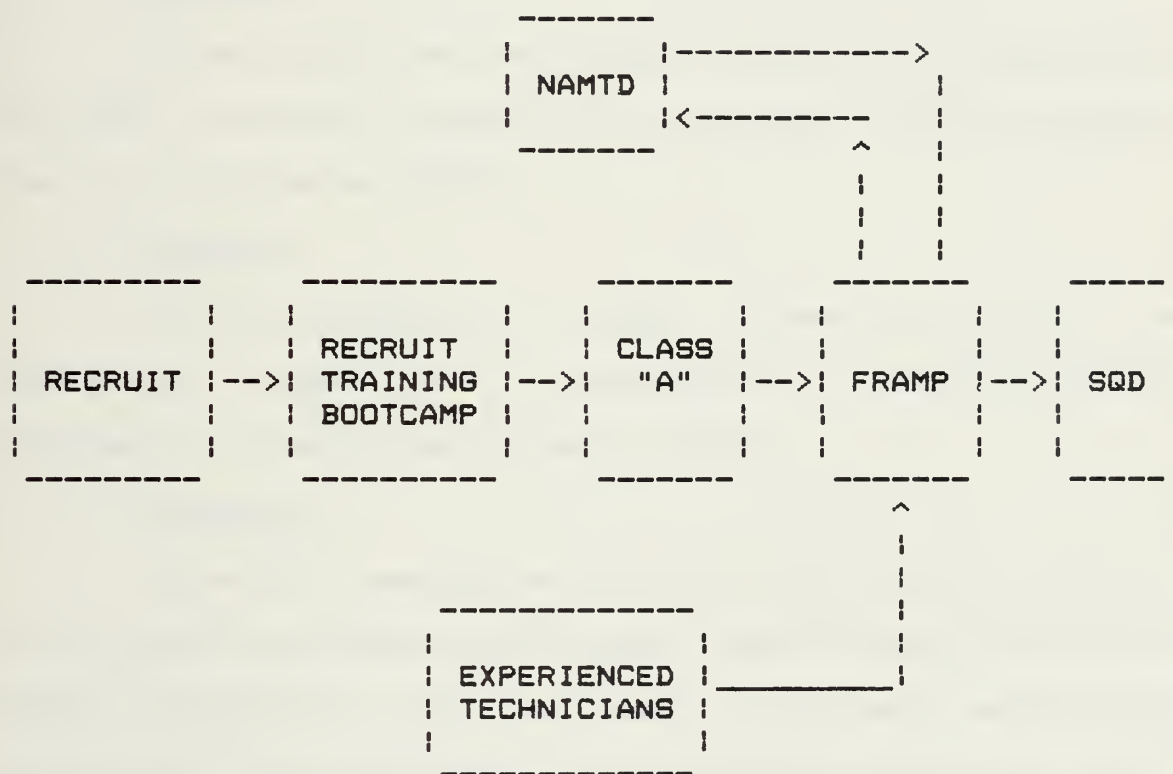 NAMTD
RECRUIT
RECRUIT
TRAINING
BOOTCAMP
CLASS
"A"
FRAMP
SQD
EXPERIENCED
TECHNICIANS